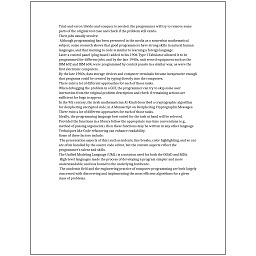 Trial-and-error/divide-and-conquer is needed: the programmer will try to remove some
parts of the original test case and check if the problem still exists.
There jobs usually involve:
Although programming has been presented in the media as a somewhat mathematical
subject, some research shows that good programmers have strong skills in natural human
languages, and that learning to code is similar to learning a foreign language.
Later a control panel (plug board) added to his 1906 Type I Tabulator allowed it to be
programmed for different jobs, and by the late 1940s, unit record equipment such as the
IBM 602 and IBM 604, were programmed by control panels in a similar way, as were the
first electronic computers.
By the late 1960s, data storage devices and computer terminals became inexpensive enough
that programs could be created by typing directly into the computers.
There exist a lot of different approaches for each of those tasks.
When debugging the problem in a GUI, the programmer can try to skip some user
interaction from the original problem description and check if remaining actions are
sufficient for bugs to appear.
In the 9th century, the Arab mathematician Al-Kindi described a cryptographic algorithm
for deciphering encrypted code, in A Manuscript on Deciphering Cryptographic Messages.
There exist a lot of different approaches for each of those tasks.
Ideally, the programming language best suited for the task at hand will be selected.
Provided the functions in a library follow the appropriate run-time conventions (e.g.,
method of passing arguments), then these functions may be written in any other language.
Techniques like Code refactoring can enhance readability.
Some of these factors include:
The presentation aspects of this (such as indents, line breaks, color highlighting, and so on)
are often handled by the source code editor, but the content aspects reflect the
programmer's talent and skills.
The Unified Modeling Language (UML) is a notation used for both the OOAD and MDA.
High-level languages made the process of developing a program simpler and more
understandable, and less bound to the underlying hardware.
The academic field and the engineering practice of computer programming are both largely
concerned with discovering and implementing the most efficient algorithms for a given
class of problems.